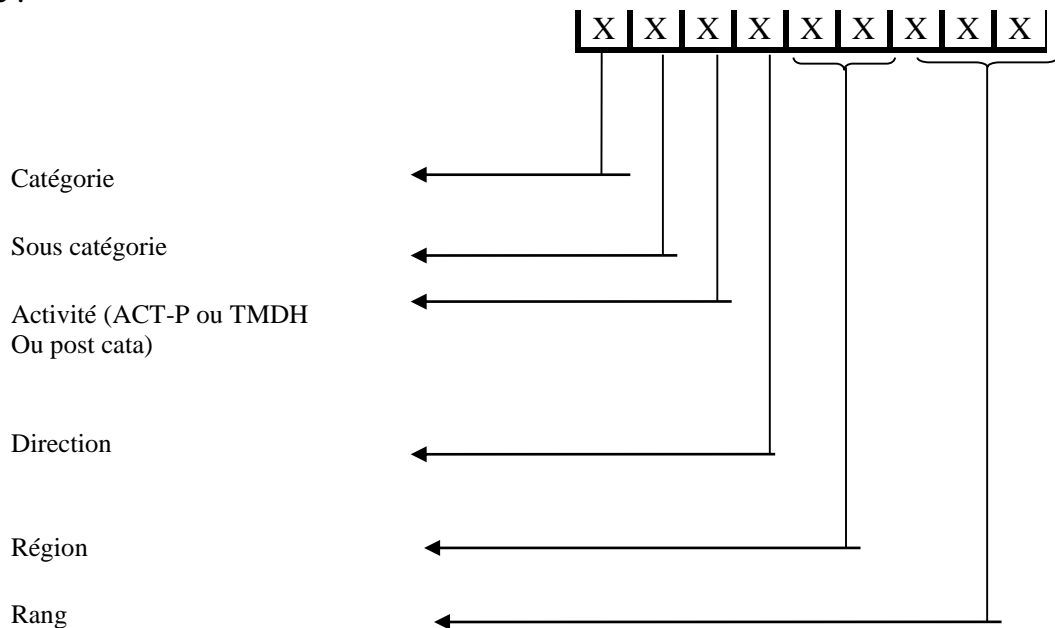 X X X X X X X X X
Catégorie
Sous catégorie
Activité (ACT-P ou TMDH
Ou post cata)
Direction
Région
Rang